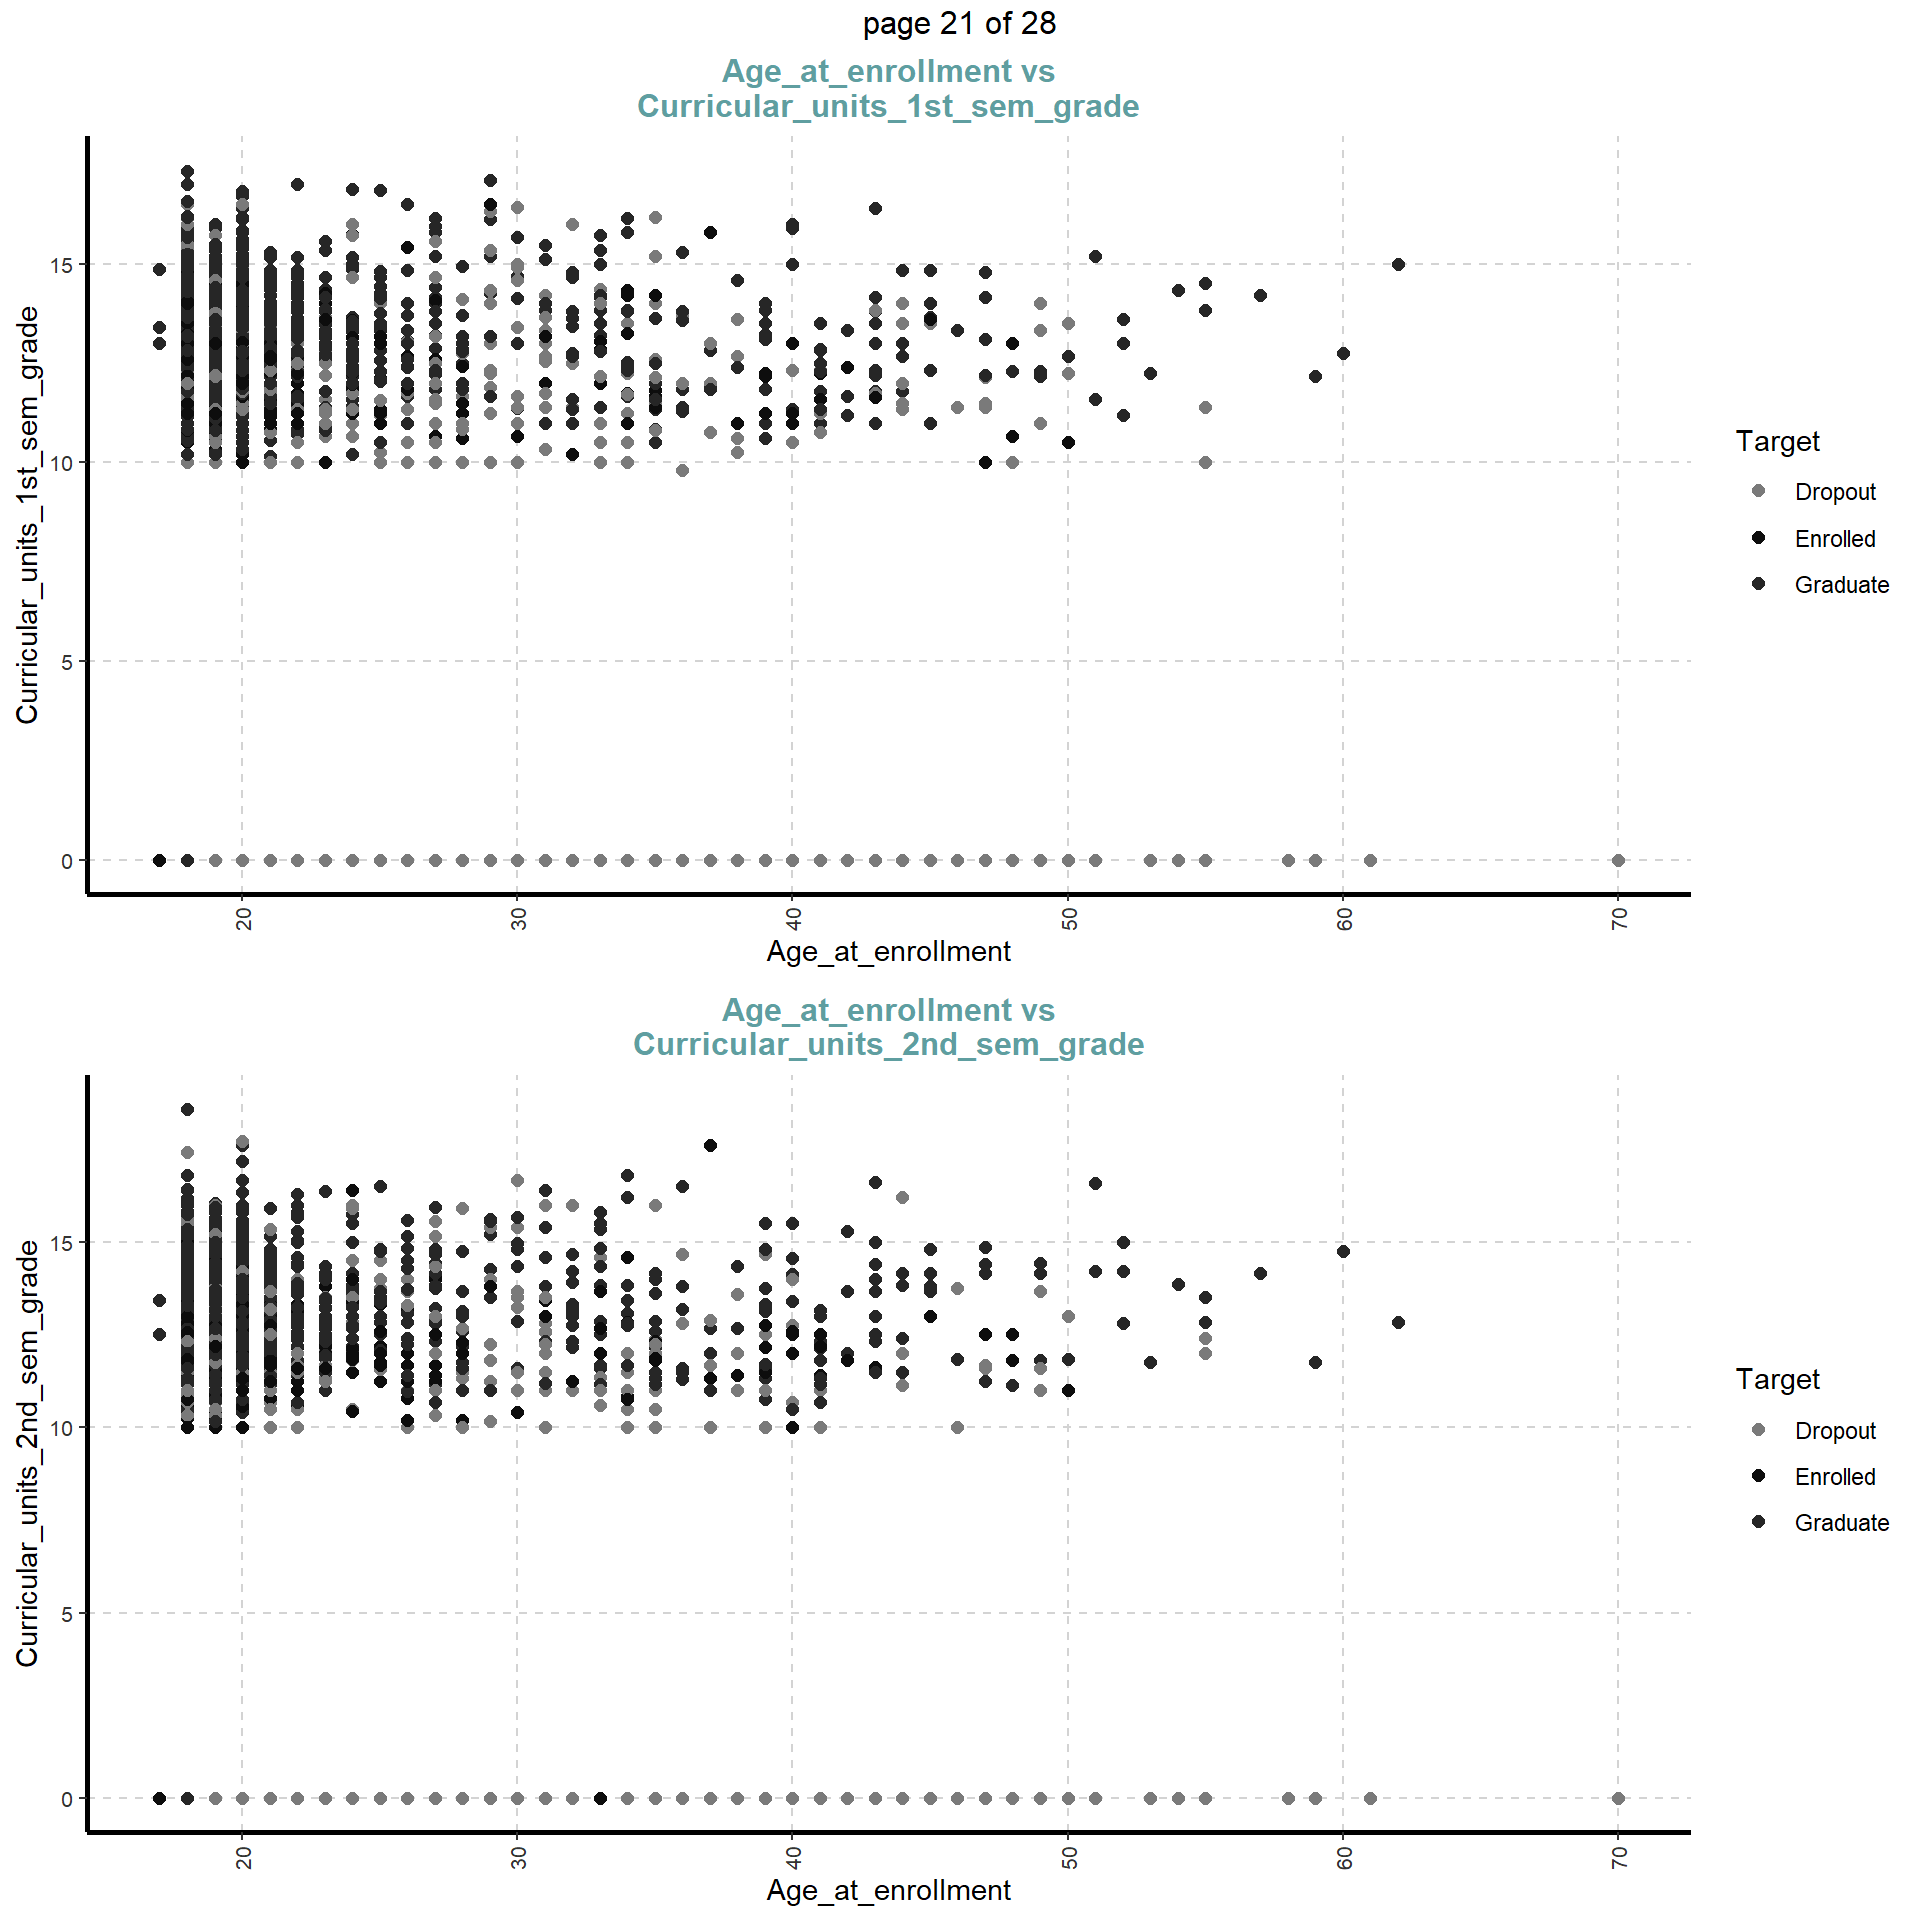 page 21 of 28
Age_at_enrollment vs
Curricular_units_1st_sem_grade
Curricular_units_1st_sem_grade
15
10
5
0
20
30
40
50
60
70
Age_at_enrollment
Target
Dropout
Enrolled
Graduate
Age_at_enrollment vs
Curricular_units_2nd_sem_grade
Curricular_units_2nd_sem_grade
15
10
5
0
20
30
40
50
60
70
Age_at_enrollment
Target
Dropout
Enrolled
Graduate